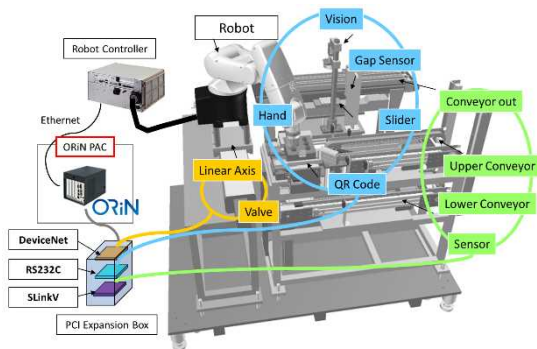 Robot Controller
Robot
Vision
Gap Sensor
Conveyor out
Ethernet
Hand
Slider
ORiN PAC
Linear Axis
Upper Conveyor
ORiN
QR Code
Lower Conveyor
Valve
DeviceNet
Sensor
RS232C
SLinkV
PCI Expansion Box